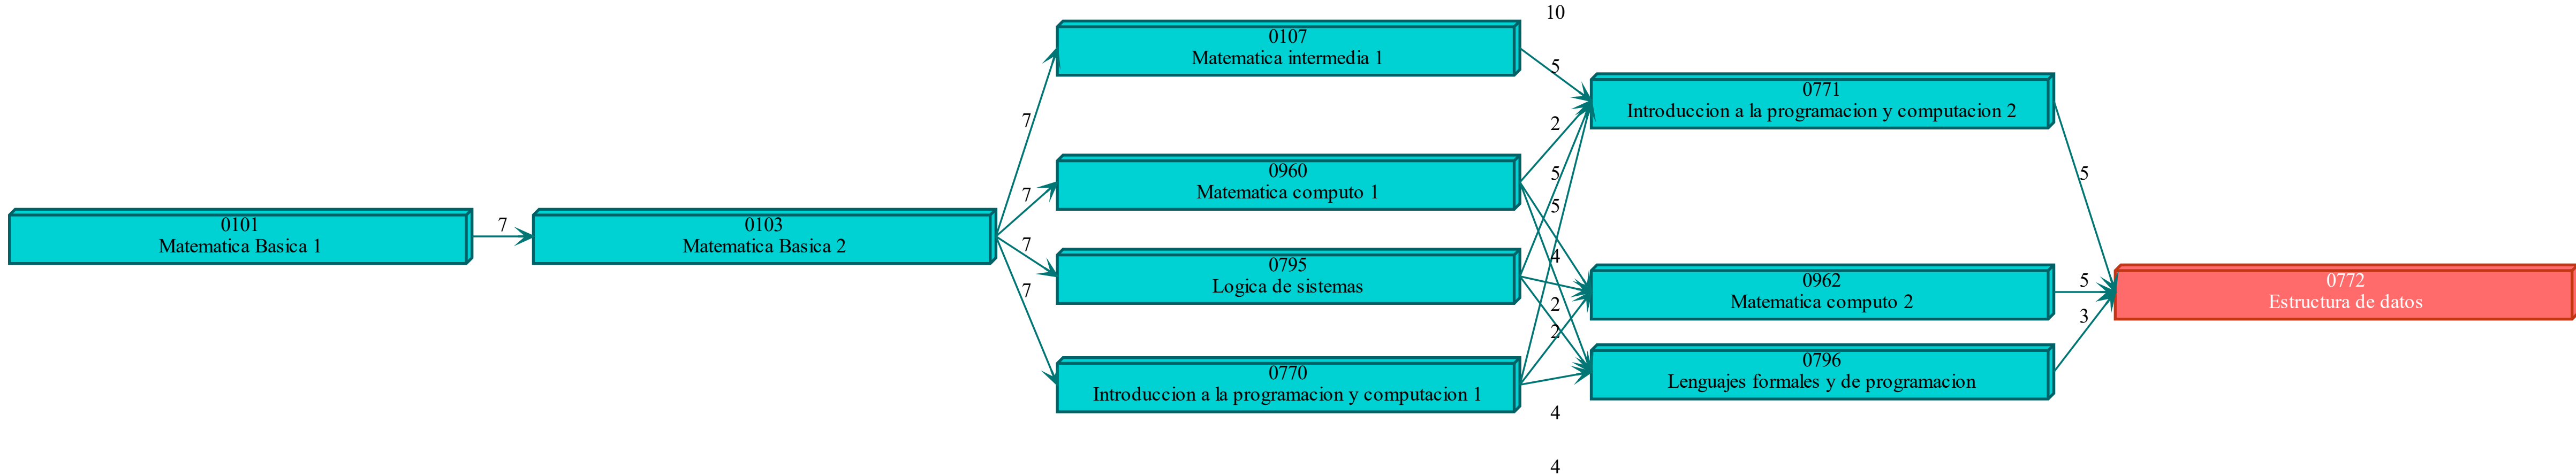 0101
Matematica Basica 1
7
0103
Matematica Basica 2
7
7
7
7
0107
Matematica intermedia 1
0960
Matematica computo 1
0795
Logica de sistemas
0770
Introduccion a la programacion y computacion 1
10
5
2
5
5
4
2
2
4
4
0771
Introduccion a la programacion y computacion 2
0962
Matematica computo 2
0796
Lenguajes formales y de programacion
5
5
3
0772
Estructura de datos